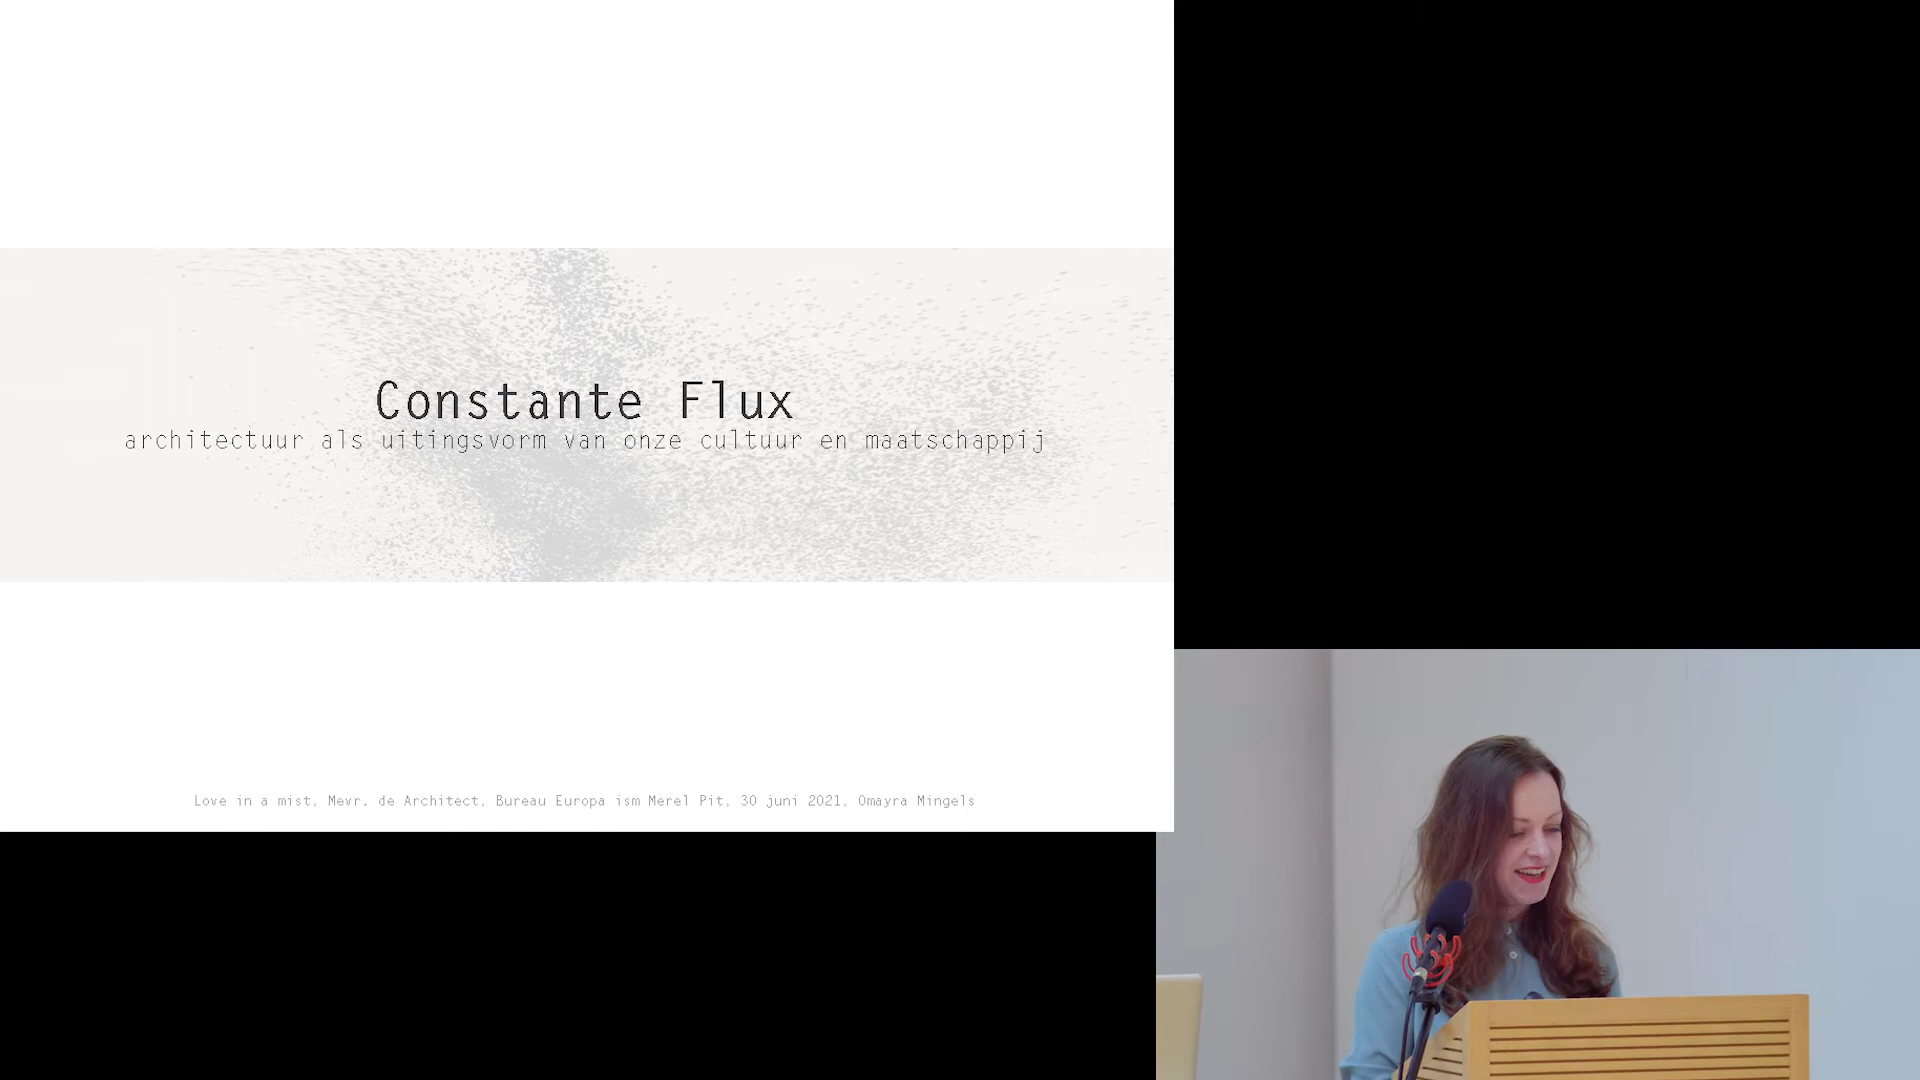 Constante Flux
architectuur als uitingsvorm van onze cultuur en maatschappij
Love in a mist, Mevr. de Architect, Bureau Europa ism Merel Pit, 30 juni 2021, Omayra Mingels